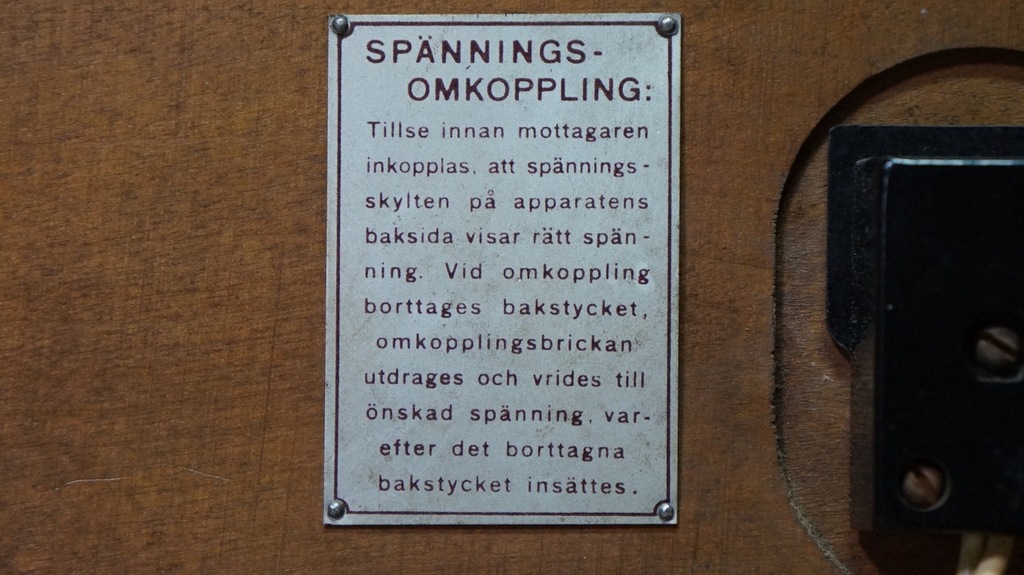 SPÄNNINGS-
OMKOPPLING:
Tillse innan mottagaren
inkopplas, att spännings-
skylten på apparatens
baksida visar rätt spän-
ning. Vid omkoppling
borttages bakstycket,
omkopplingsbrickan
utdrages och vrides till
önskad spänning, var-
efter det borttagna
bakstycket insättes.